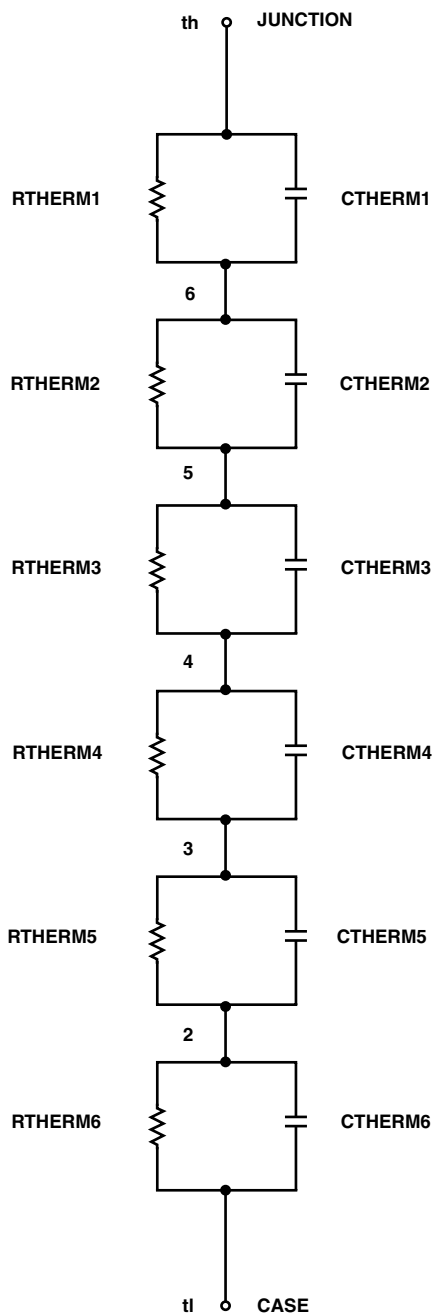 th JUNCTION
RTHERM1 CTHERM1
6
RTHERM2 CTHERM2
5
RTHERM3 CTHERM3
4
RTHERM4 CTHERM4
3
RTHERM5 CTHERM5
2
RTHERM6 CTHERM6
tl CASE